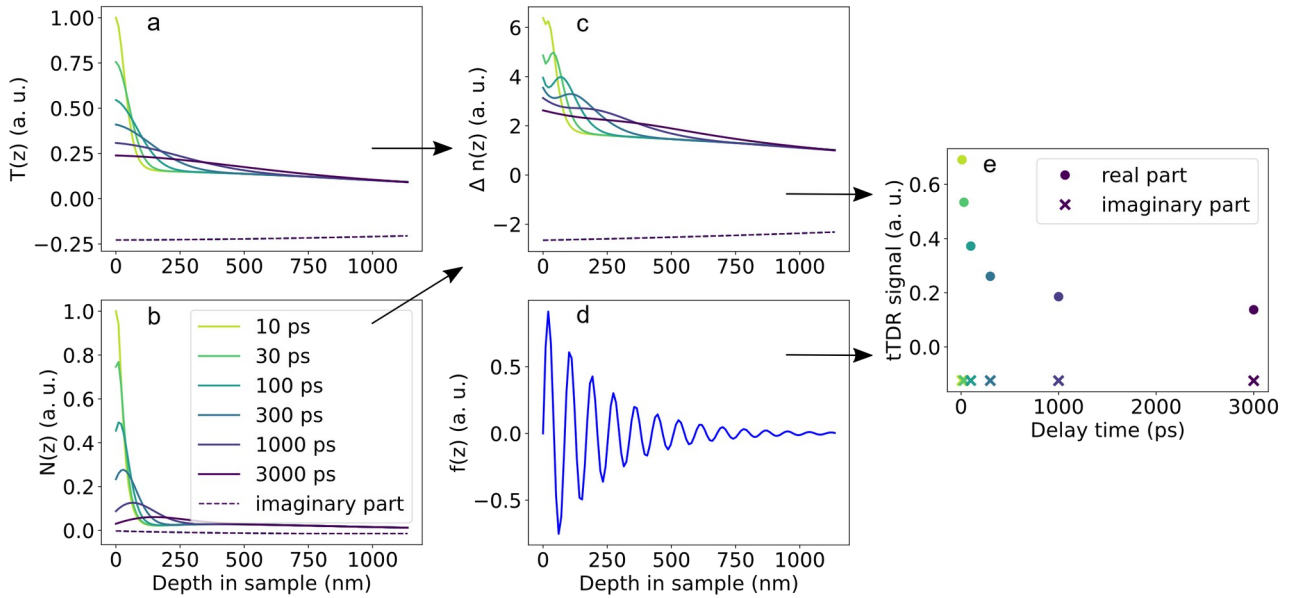 a
1.00
0.75
0.50
0.25
0.00
−0.25
T(z) (a. u.)
0 250 500 750 1000
b
1.0
0.8
0.6
0.4
0.2
0.0
N(z) (a. u.)
10 ps
30 ps
100 ps
300 ps
1000 ps
3000 ps
imaginary part
0 250 500 750 1000
Depth in sample (nm)
c
6
4
2
0
−2
Δ n(z) (a. u.)
0 250 500 750 1000
d
0.5
0.0
−0.5
f(z) (a. u.)
0 250 500 750 1000
Depth in sample (nm)
e
real part
imaginary part
0.6
0.4
0.2
0.0
tTDR signal (a. u.)
0 1000 2000 3000
Delay time (ps)